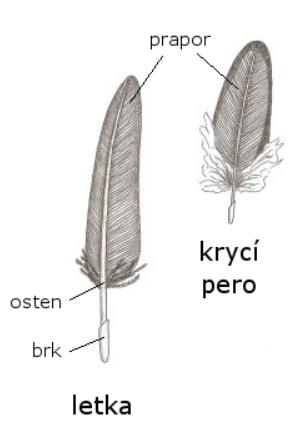 prapor
krycí
pero
osten
brk
letka